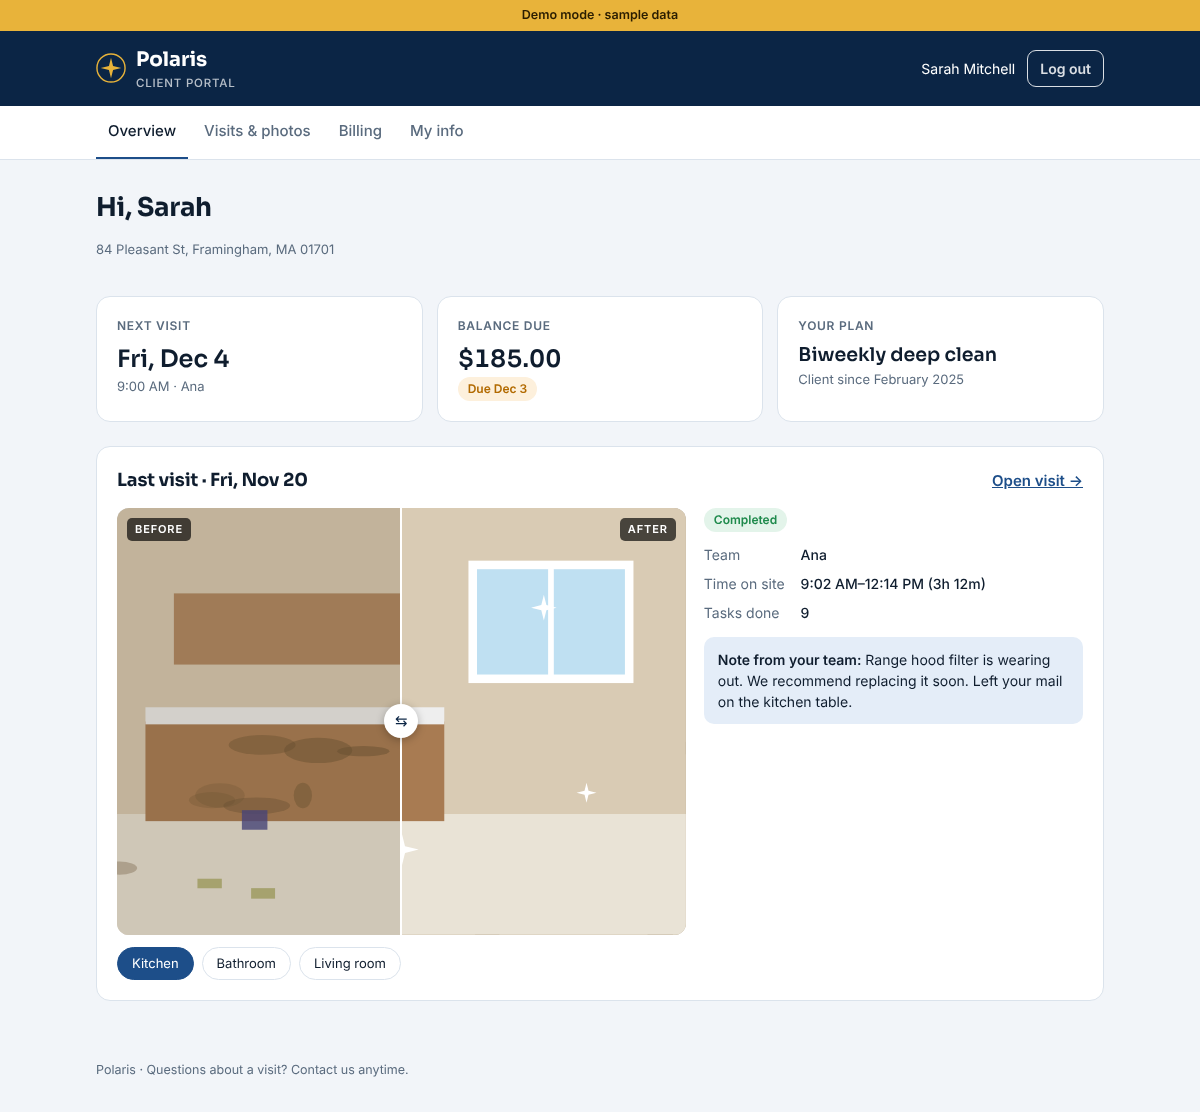 Demo mode · sample data
Polaris
CLIENT PORTAL
Sarah Mitchell
Log out
Overview
Visits & photos
Billing
My info
Hi, Sarah
84 Pleasant St, Framingham, MA 01701
NEXT VISIT
Fri, Dec 4
9:00 AM · Ana
BALANCE DUE
$185.00
Due Dec 3
YOUR PLAN
Biweekly deep clean
Client since February 2025
Last visit · Fri, Nov 20
Open visit →
BEFORE
AFTER
Completed
Team Ana
Time on site 9:02 AM–12:14 PM (3h 12m)
Tasks done 9
Note from your team: Range hood filter is wearing
out. We recommend replacing it soon. Left your mail
on the kitchen table.
Kitchen
Bathroom
Living room
Polaris · Questions about a visit? Contact us anytime.